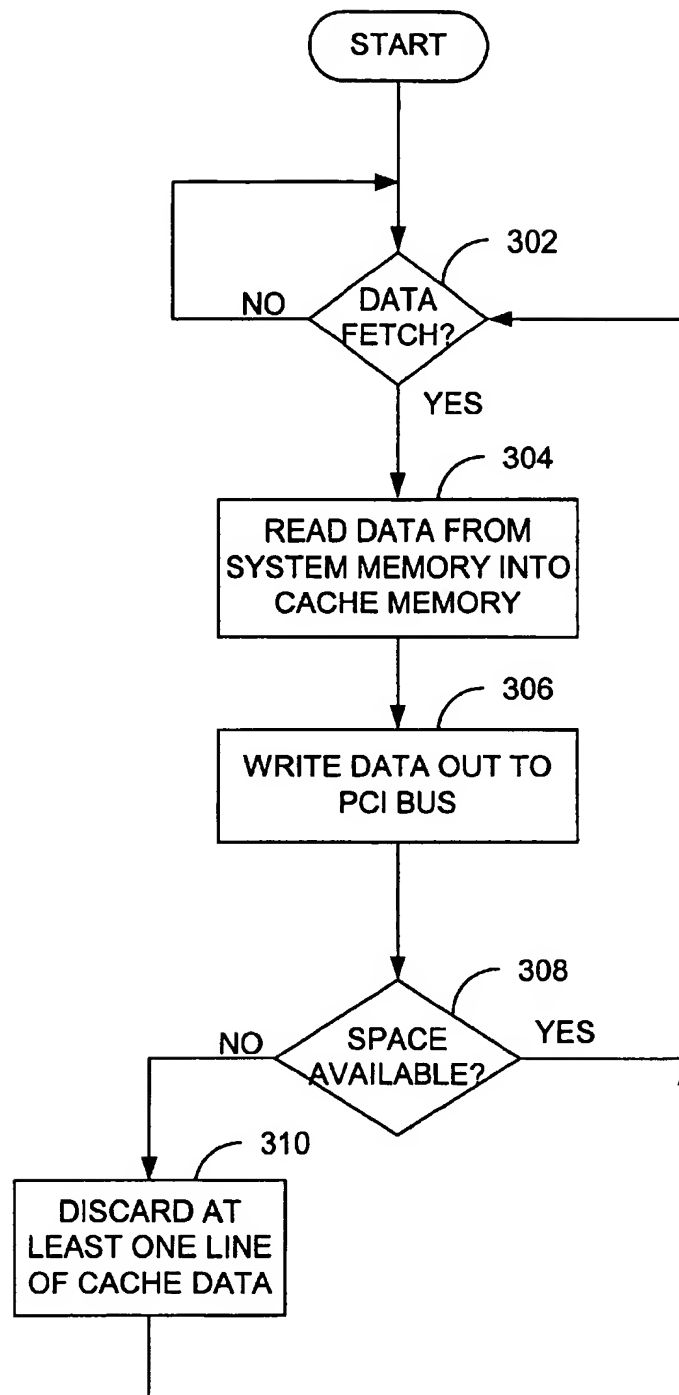 START
302
NO
DATA
FETCH?
YES
304
READ DATA FROM
SYSTEM MEMORY INTO
CACHE MEMORY
306
WRITE DATA OUT TO
PCI BUS
308
NO
SPACE
AVAILABLE?
YES
310
DISCARD AT
LEAST ONE LINE
OF CACHE DATA